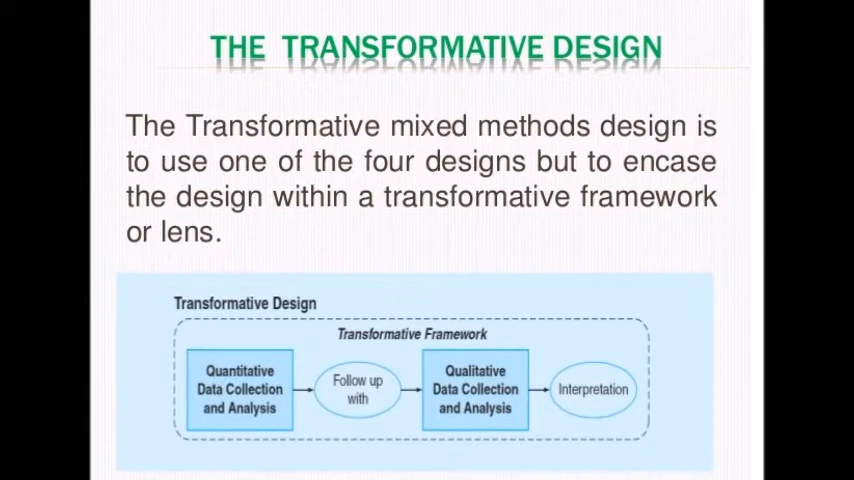 THE TRANSFORMATIVE DESIGN
The Transformative mixed methods design is
to use one of the four designs but to encase
the design within a transformative framework
or lens.
Transformative Design
Transformative Framework
Quantitative
Data Collection
and Analysis
Follow up
with
Qualitative
Data Collection
and Analysis
Interpretation